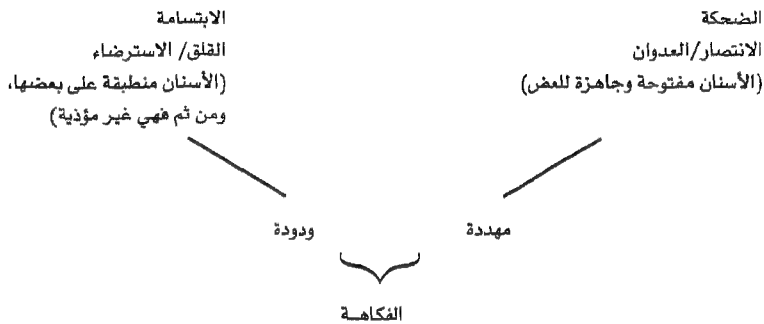 الضحكة
الانتصار/العدوان
(الأسنان مفتوحة وجاهزة للعض)
الابتسامة
القلق/ الاسترضاء
(الأسنان منطبقة على بعضها،
ومن ثم فهي غير مؤذية)
مهددة
ودودة
الفكاهـة